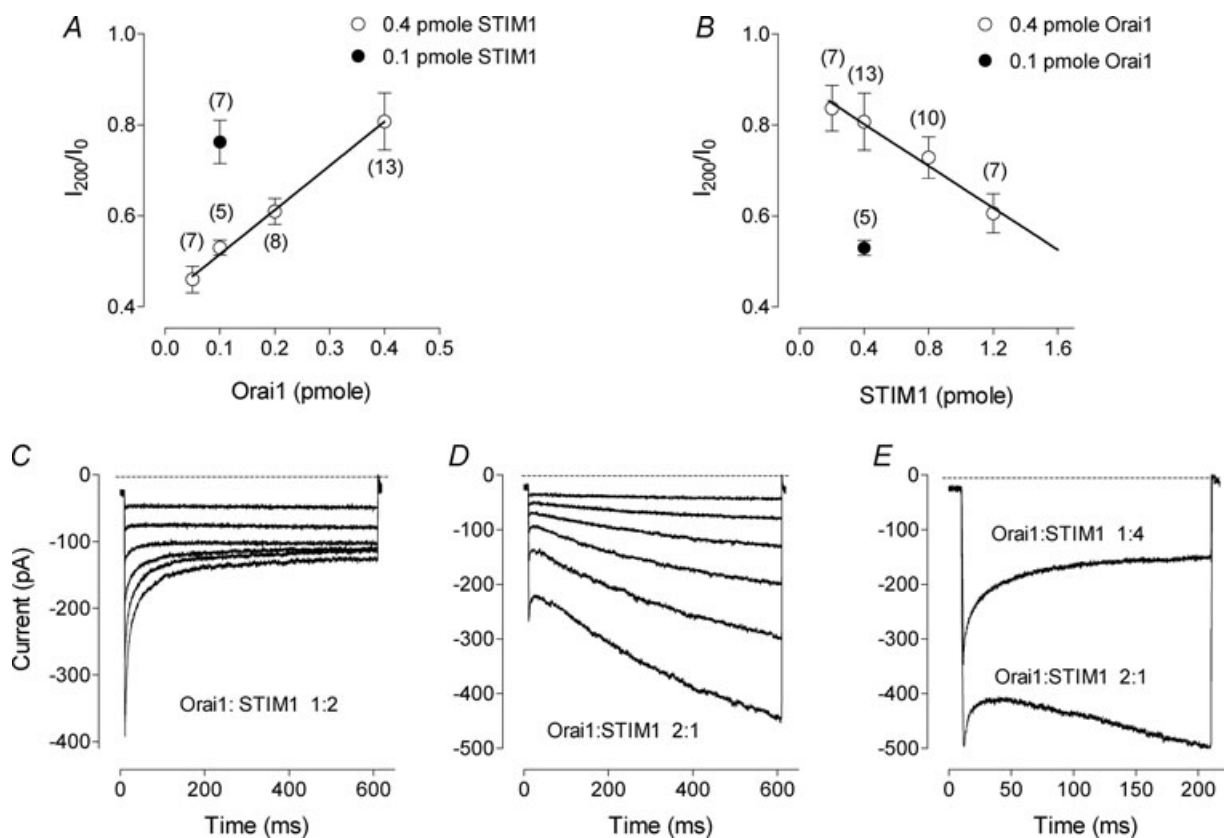 A
0.4 pmole STIM1
0.1 pmole STIM1
1.0
0.8
0.6
0.4
I200/I0
(7)
(5)
(7)
(8)
(13)
0.0 0.1 0.2 0.3 0.4 0.5
Orai1 (pmole)
B
0.4 pmole Orai1
0.1 pmole Orai1
1.0
0.8
0.6
0.4
I200/I0
(7)
(13)
(10)
(7)
(5)
0.0 0.4 0.8 1.2 1.6
STIM1 (pmole)
C
0
-100
-200
-300
-400
Current (pA)
Orai1: STIM1 1:2
0 200 400 600
Time (ms)
D
0
-100
-200
-300
-400
-500
Orai1:STIM1 2:1
0 200 400 600
Time (ms)
E
0
-100
-200
-300
-400
-500
Orai1:STIM1 1:4
Orai1:STIM1 2:1
0 50 100 150 200
Time (ms)